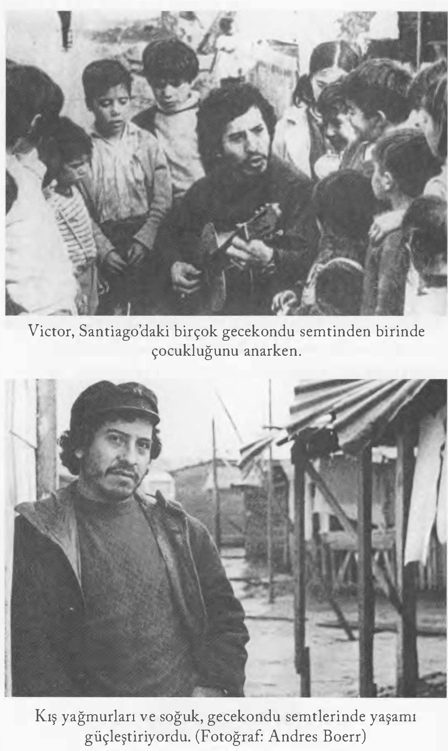 Victor, Santiago'daki birçok gecekondu semtinden birinde
çocukluğunu anarken.
Kış yağmurları ve soğuk, gecekondu semtlerinde yaşamı
güçleştiriyordu. (Fotoğraf: Andres Boerr)